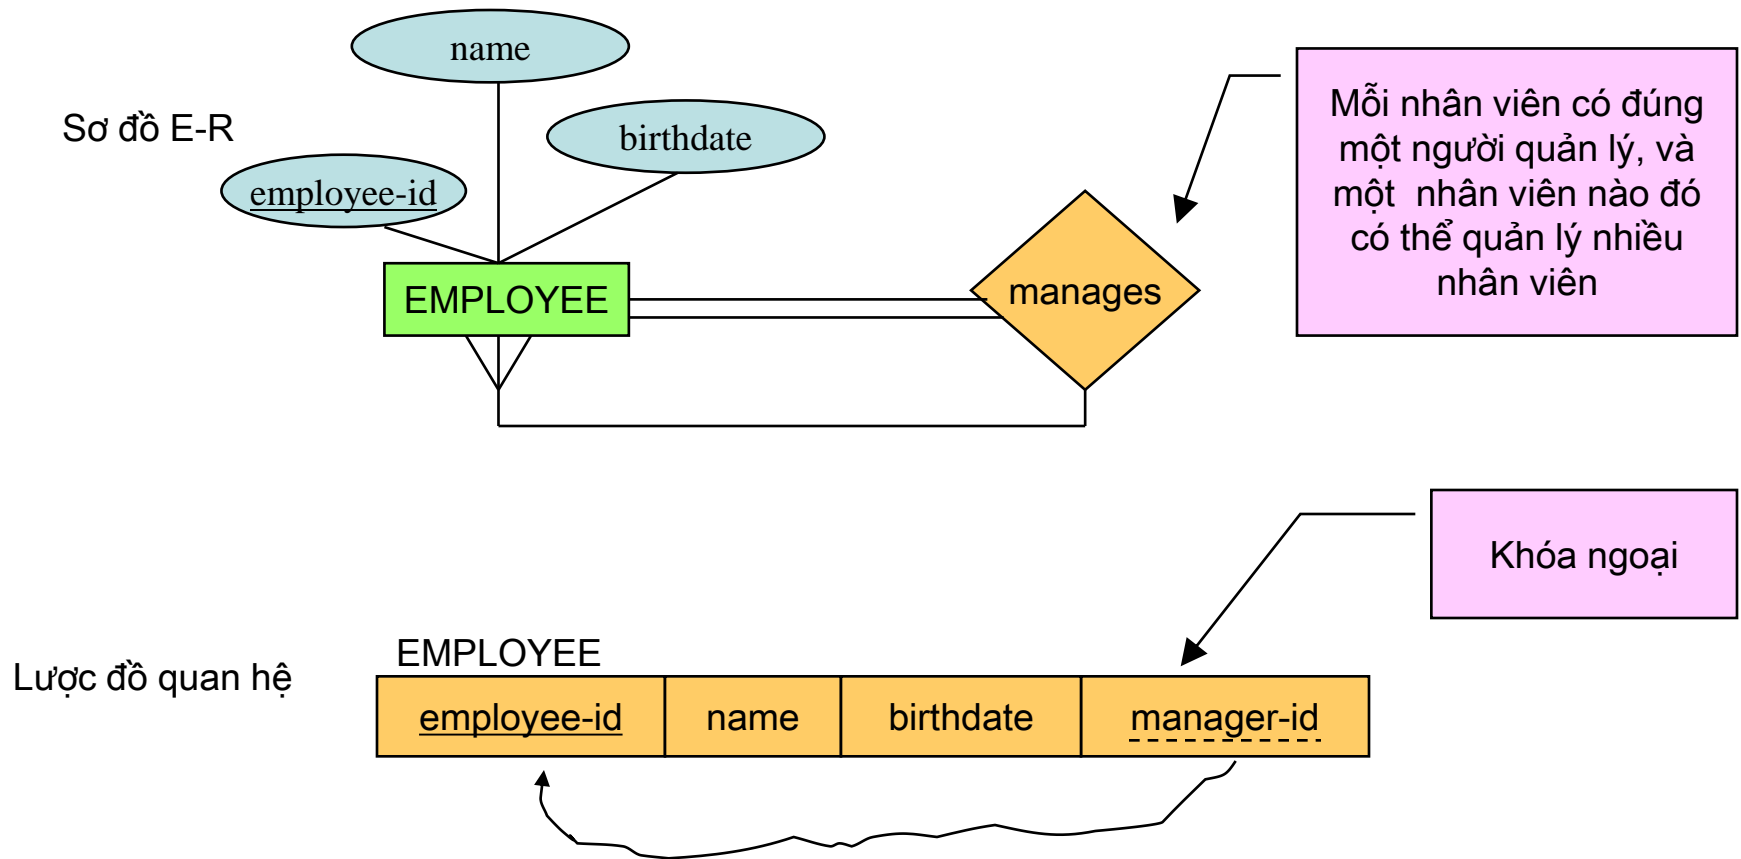 name
Sơ đồ E-R
birthdate
employee-id
EMPLOYEE
manages
Mỗi nhân viên có đúng
một người quản lý, và
một nhân viên nào đó
có thể quản lý nhiều
nhân viên
Khóa ngoại
Lược đồ quan hệ
EMPLOYEE
employee-id
name
birthdate
manager-id